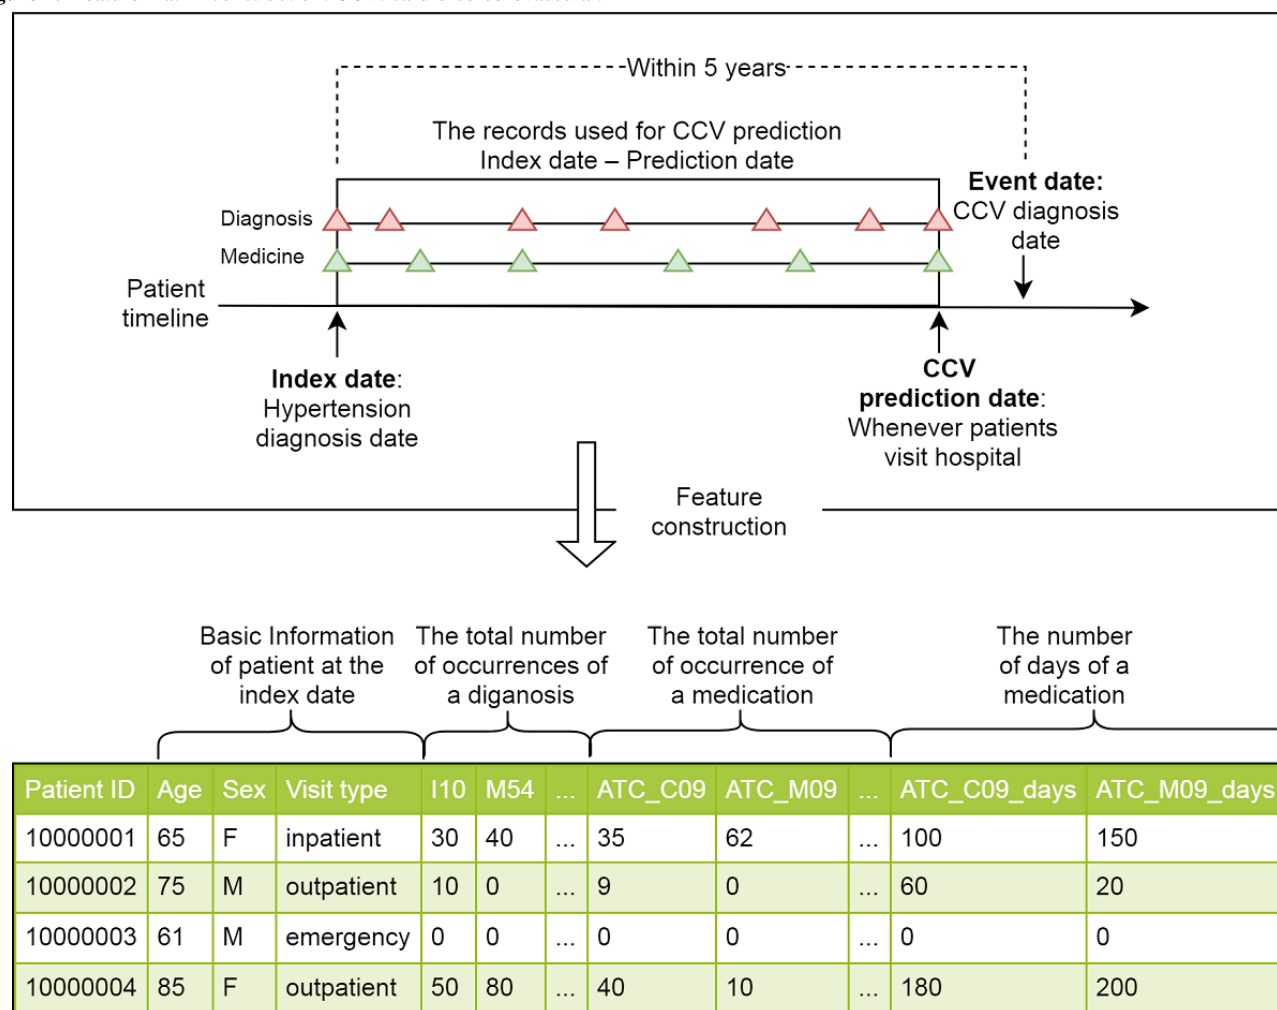 Within 5 years
The records used for CCV prediction
Index date – Prediction date
Event date:
CCV diagnosis
date
Diagnosis
Medicine
Patient
timeline
Index date:
Hypertension
diagnosis date
CCV
prediction date:
Whenever patients
visit hospital
Feature
construction
Basic Information
of patient at the
index date
The total number
of occurrences of
a diganosis
The total number
of occurrence of
a medication
The number
of days of a
medication
Patient ID Age Sex Visit type I10 M54 ... ATC_C09 ATC_M09 ... ATC_C09_days ATC_M09_days
10000001 65 F inpatient 30 40 ... 35 62 ... 100 150
10000002 75 M outpatient 10 0 ... 9 0 ... 60 20
10000003 61 M emergency 0 0 ... 0 0 ... 0 0
10000004 85 F outpatient 50 80 ... 40 10 ... 180 200